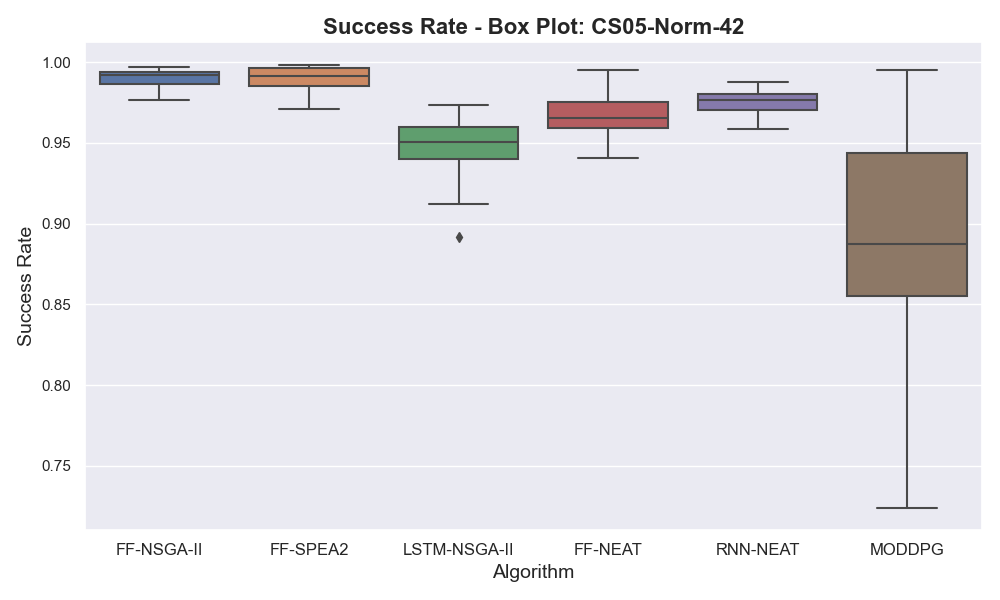 Success Rate - Box Plot: CS05-Norm-42
Success Rate
1.00
0.95
0.90
0.85
0.80
0.75
FF-NSGA-II
FF-SPEA2
LSTM-NSGA-II
FF-NEAT
RNN-NEAT
MODDPG
Algorithm